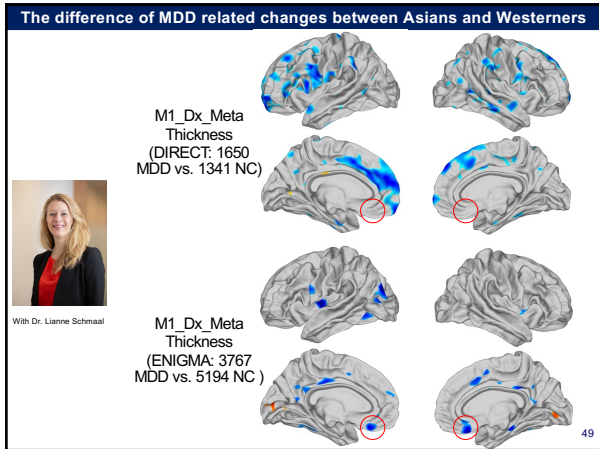 The difference of MDD related changes between Asians and Westerners
M1_Dx_Meta
Thickness
(DIRECT: 1650
MDD vs. 1341 NC)
With Dr. Lianne Schmaal
M1_Dx_Meta
Thickness
(ENIGMA: 3767
MDD vs. 5194 NC )
49